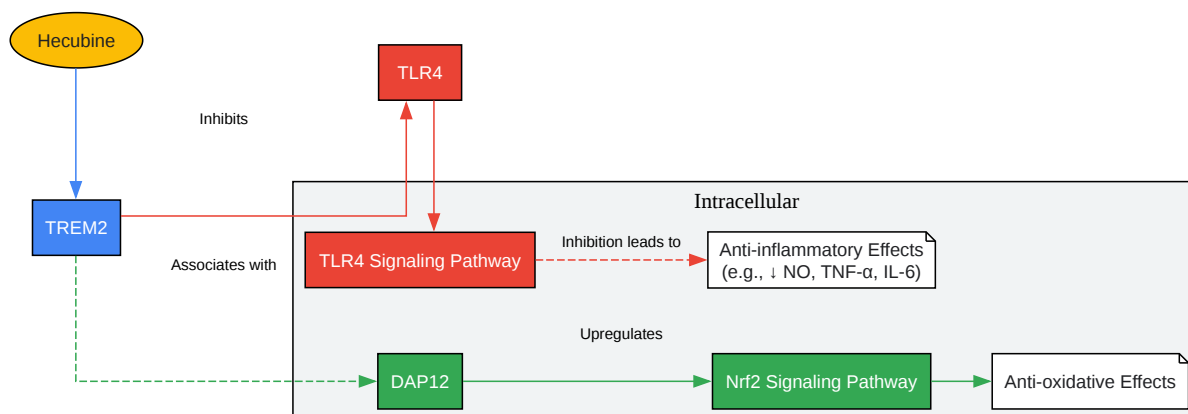 Hecubine
TLR4
Inhibits
Intracellular
TREM2
Associates with
TLR4 Signaling Pathway
Inhibition leads to
Anti-inflammatory Effects
(e.g., ↓ NO, TNF-α, IL-6)
Upregulates
DAP12
Nrf2 Signaling Pathway
Anti-oxidative Effects